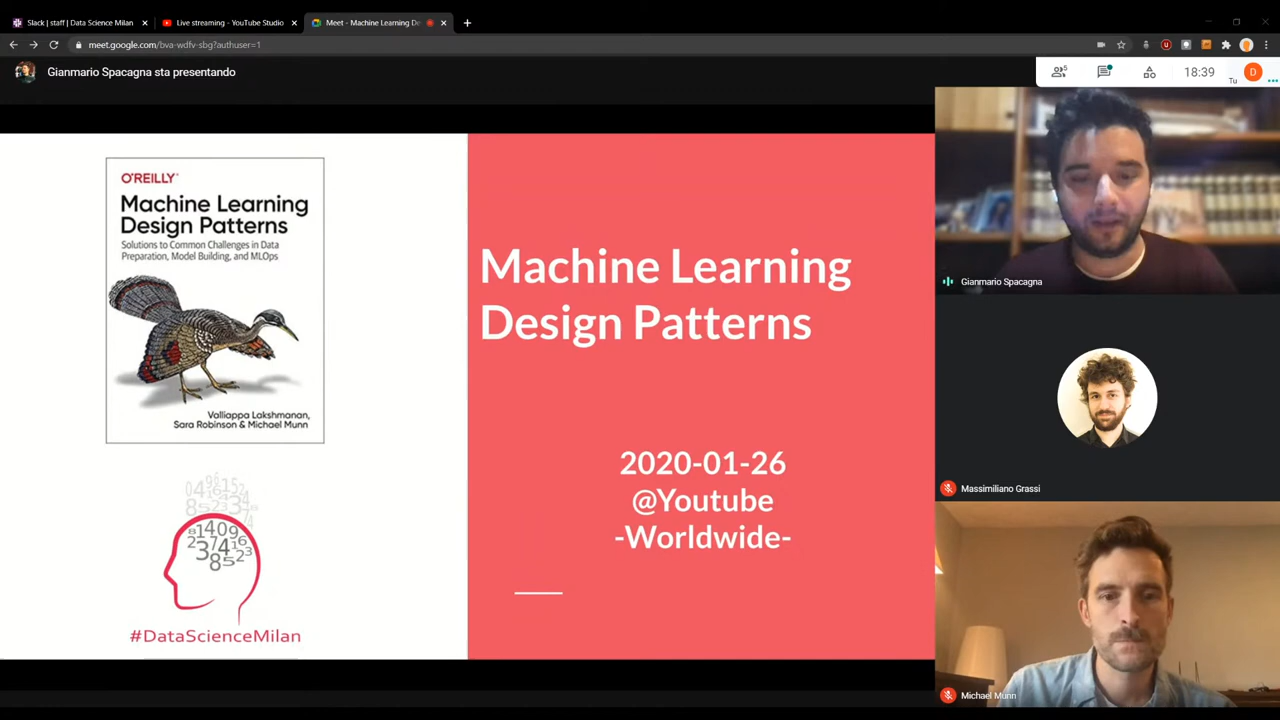 Slack | staff | Data Science Milan
Live streaming - YouTube Studio
Meet - Machine Learning De
meet.google.com/bva-wdfv-sbg?authuser=1
Gianmario Spacagna sta presentando
5
18:39
Tu
D
O'REILLY®
Machine Learning
Design Patterns
Solutions to Common Challenges in Data
Preparation, Model Building, and MLOps
Valliappa Lakshmanan,
Sara Robinson & Michael Munn
#DataScienceMilan
Machine Learning
Design Patterns
2020-01-26
@Youtube
-Worldwide-
Gianmario Spacagna
Massimiliano Grassi
Michael Munn